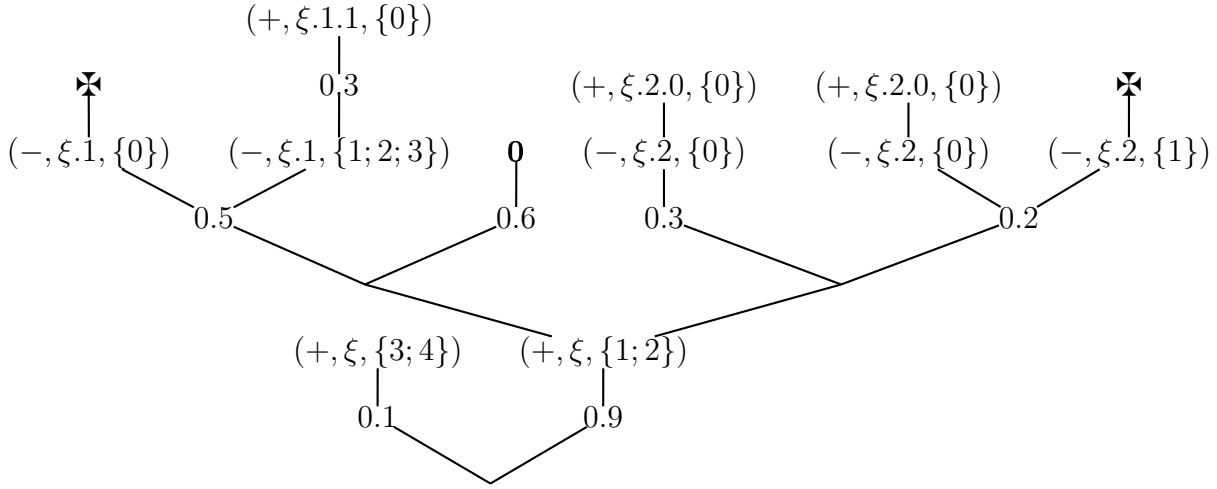 (+, ξ.1.1, {0})
✠ 0.3 (+, ξ.2.0, {0}) (+, ξ.2.0, {0}) ✠
(−, ξ.1, {0}) (−, ξ.1, {1; 2; 3}) 0 (−, ξ.2, {0}) (−, ξ.2, {0}) (−, ξ.2, {1})
0.5 0.6 0.3 0.2
(+, ξ, {3; 4}) (+, ξ, {1; 2})
0.1 0.9